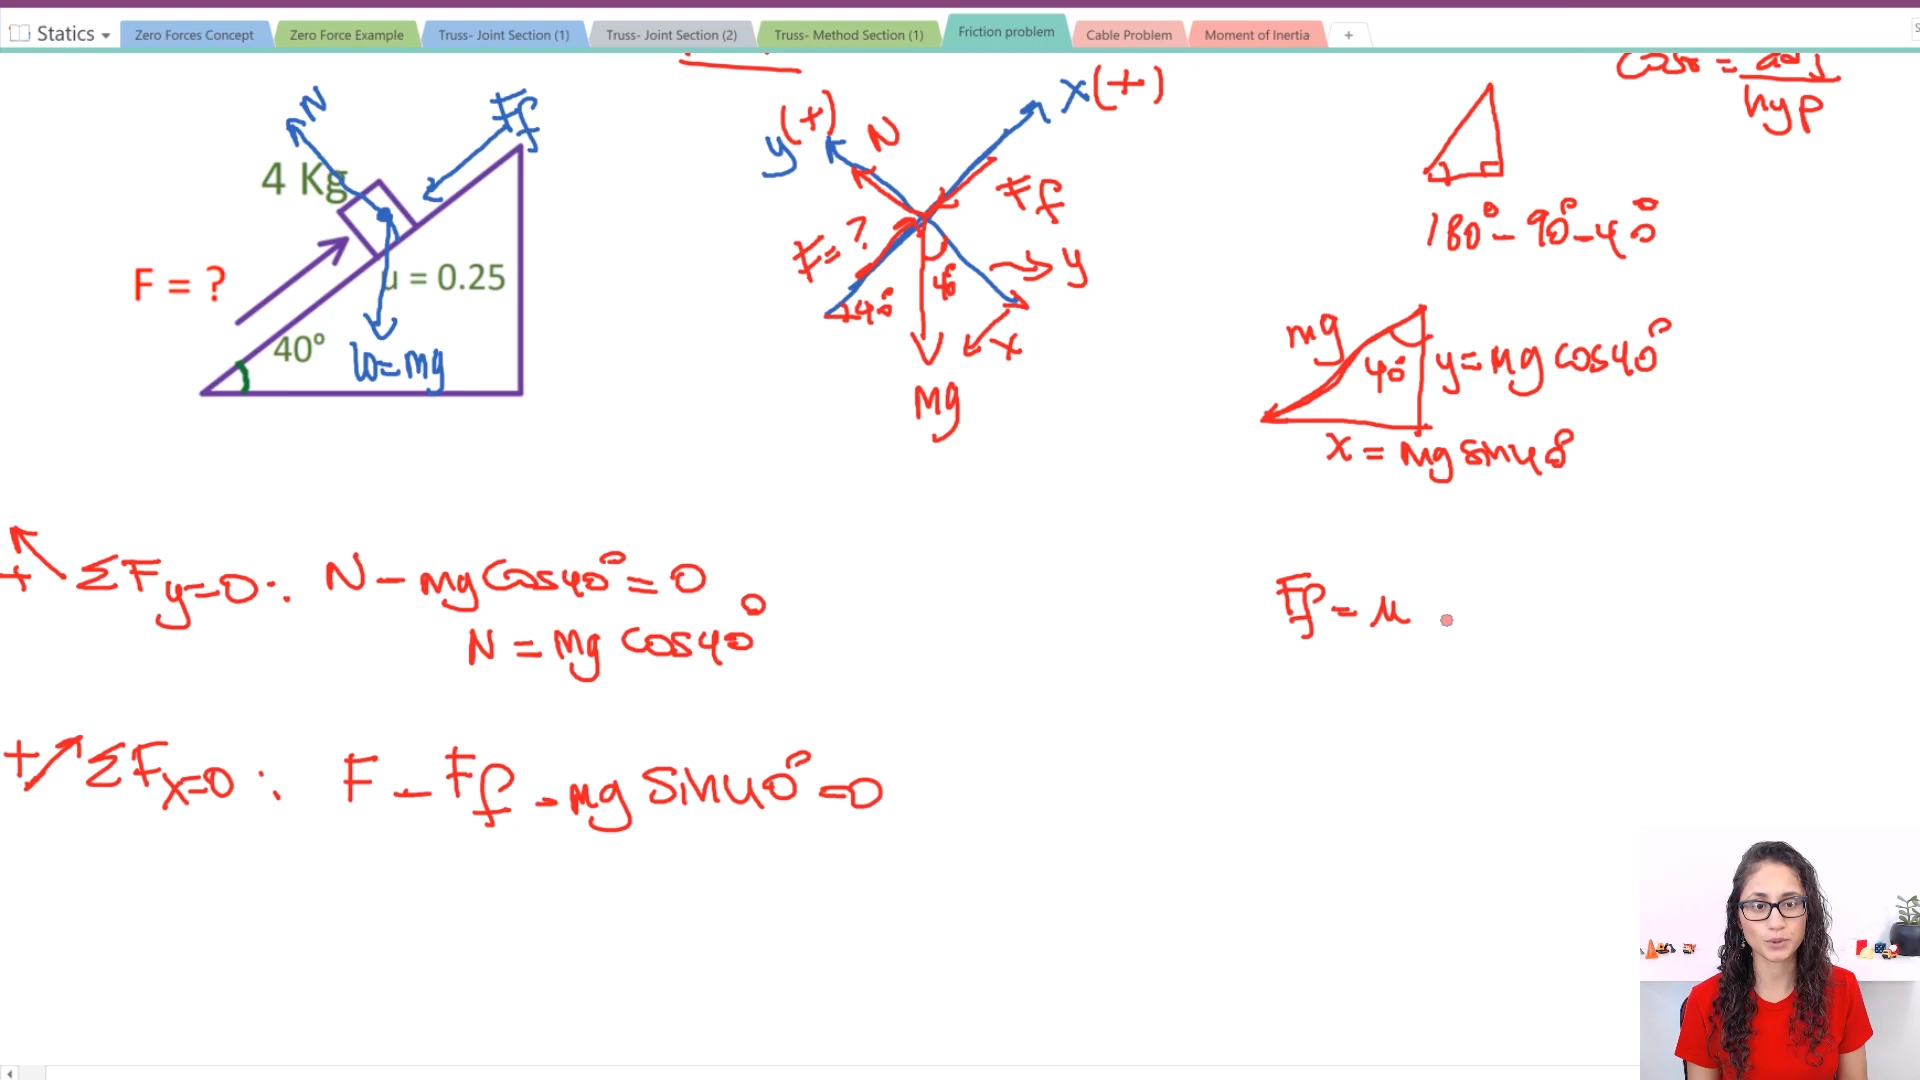 Statics
Zero Forces Concept
Zero Force Example
Truss- Joint Section (1)
Truss- Joint Section (2)
Truss- Method Section (1)
Friction problem
Cable Problem
Moment of Inertia
+
N
Ff
4 Kg
F = ?
μ = 0.25
40°
W=mg
y(+)
N
x(+)
Ff
F=?
40°
40°
y
x
mg
hyp
180°-90°-40°
mg
40°
y=mg cos40°
x = mg sin40°
+ ΣFy=0: N - mg cos40° = 0
N = mg cos40°
Ff = μ
+ ΣFx=0: F - Ff - mg sin40° = 0